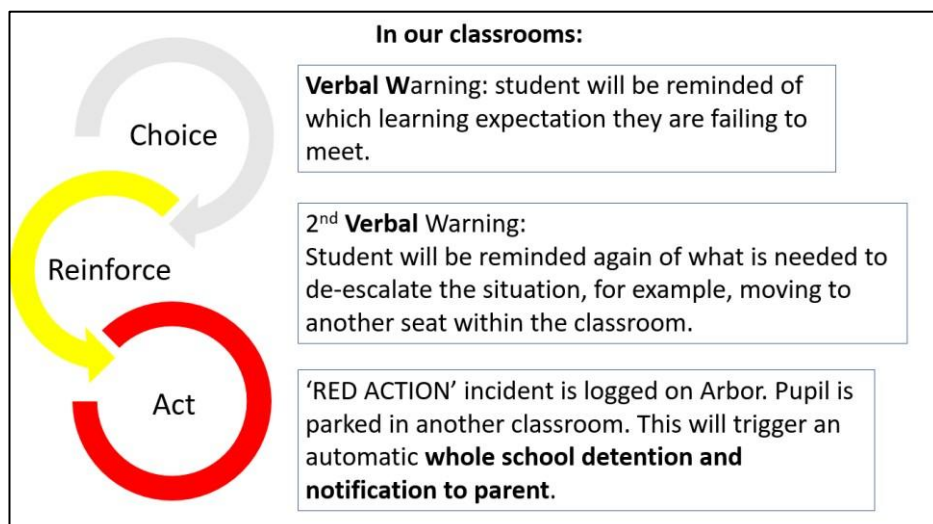 In our classrooms:
Choice
Verbal Warning: student will be reminded of
which learning expectation they are failing to
meet.
Reinforce
2nd Verbal Warning:
Student will be reminded again of what is needed to
de-escalate the situation, for example, moving to
another seat within the classroom.
Act
‘RED ACTION’ incident is logged on Arbor. Pupil is
parked in another classroom. This will trigger an
automatic whole school detention and
notification to parent.